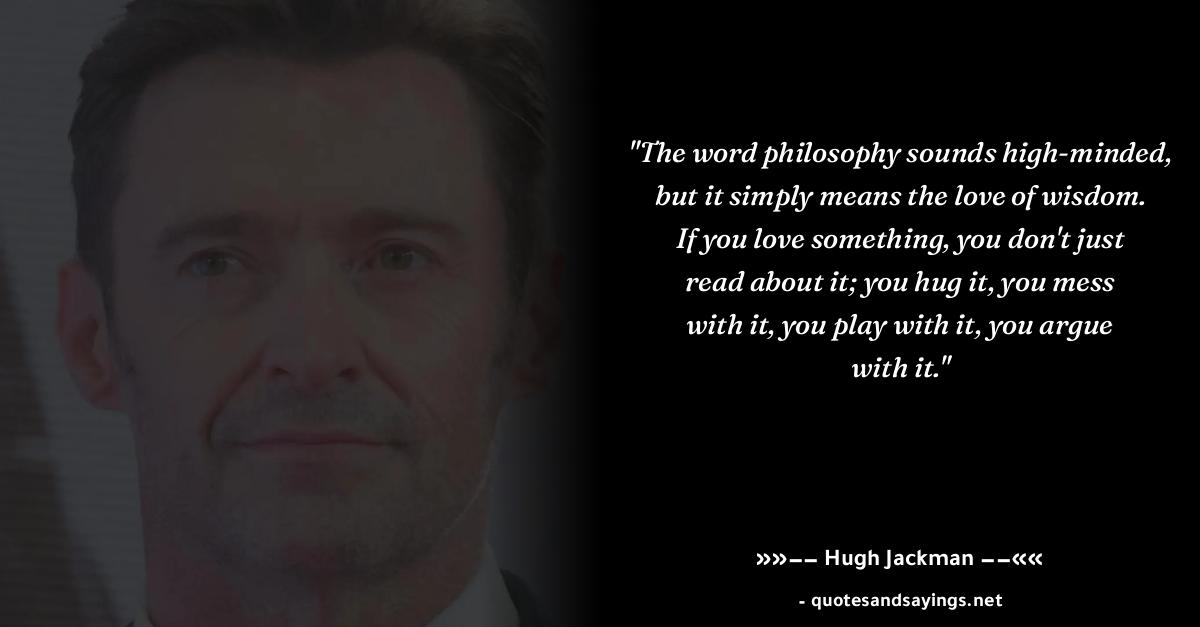 "The word philosophy sounds high-minded,
but it simply means the love of wisdom.
If you love something, you don't just
read about it; you hug it, you mess
with it, you play with it, you argue
with it."
»»−− Hugh Jackman −−««
- quotesandsayings.net